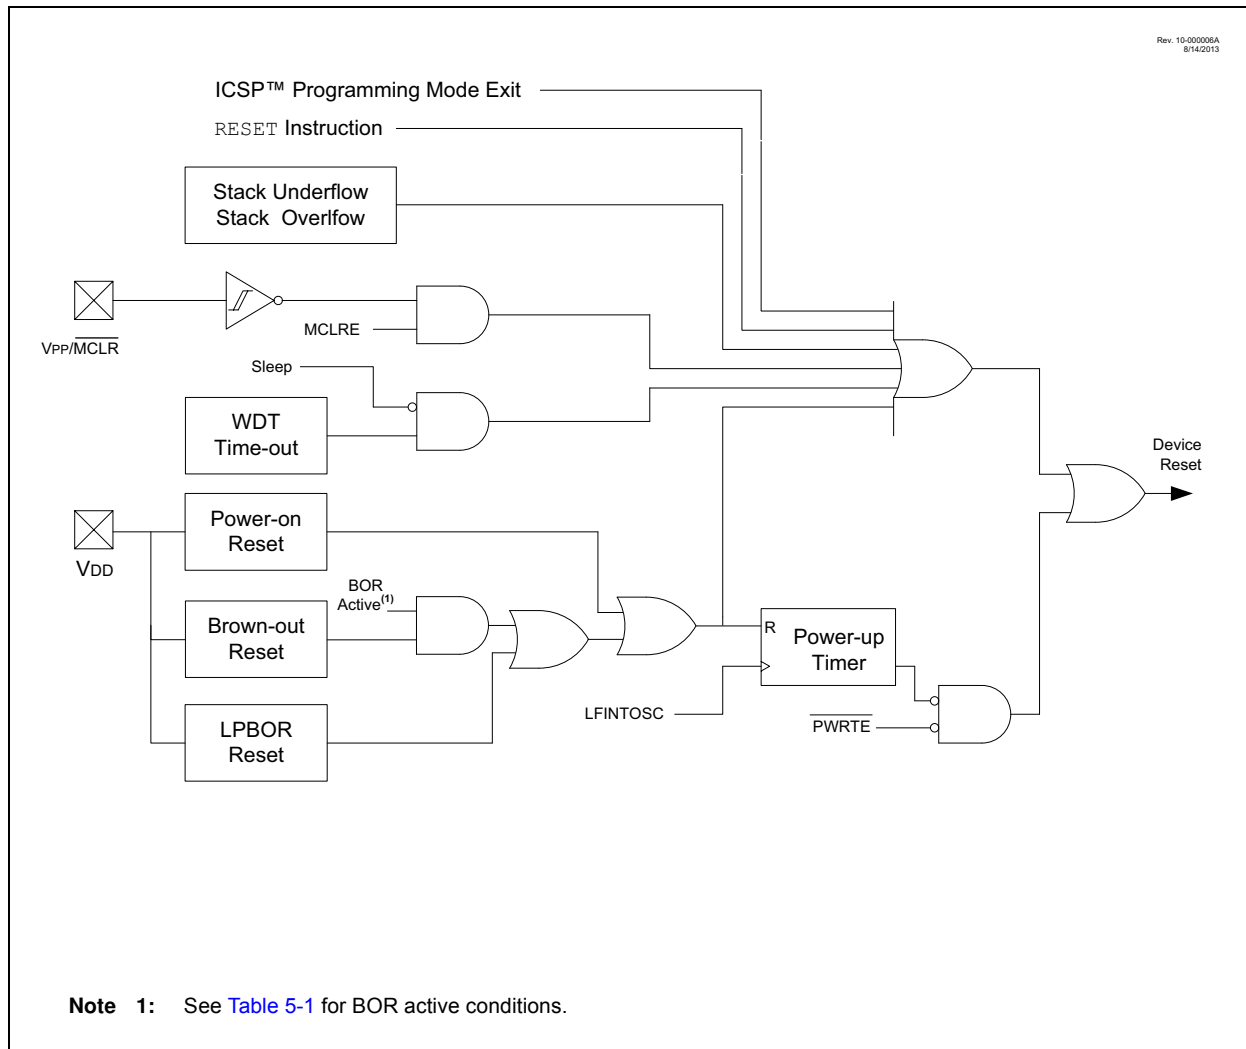 Rev. 10-000006A
8/14/2013
ICSP™ Programming Mode Exit
RESET Instruction
Stack Underflow
Stack Overlfow
VPP/MCLR
MCLRE
Sleep
WDT
Time-out
Device
Reset
VDD
Power-on
Reset
BOR
Active(1)
Brown-out
Reset
R
Power-up
Timer
LFINTOSC
PWRTE
LPBOR
Reset
Note 1: See Table 5-1 for BOR active conditions.